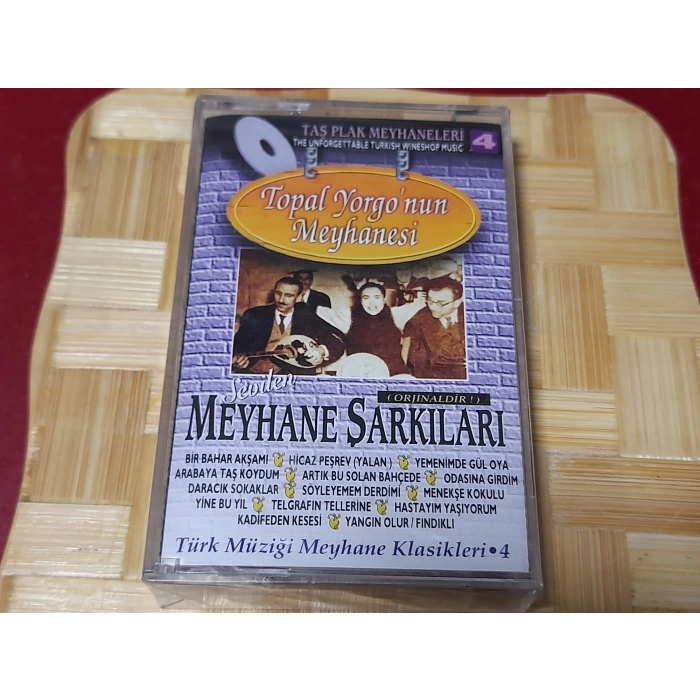 TAŞ PLAK MEYHANELERİ 4
THE UNFORGETTABLE TURKISH WINESHOP MUSIC
Topal Yorgo'nun
Meyhanesi
Sevilen
(ORJİNALDİR!)
MEYHANE ŞARKILARI
BİR BAHAR AKŞAMI HİCAZ PEŞREV (YALAN) YEMENİMDE GÜL OYA
ARABAYA TAŞ KOYDUM ARTIK BU SOLAN BAHÇEDE ODASINA GİRDİM
DARACIK SOKAKLAR SÖYLEYEMEM DERDİMİ MENEKŞE KOKULU
YİNE BU YIL TELGRAFIN TELLERİNE HASTAYIM YAŞIYORUM
KADİFEDEN KESESİ YANGIN OLUR / FINDIKLI
Türk Müziği Meyhane Klasikleri • 4